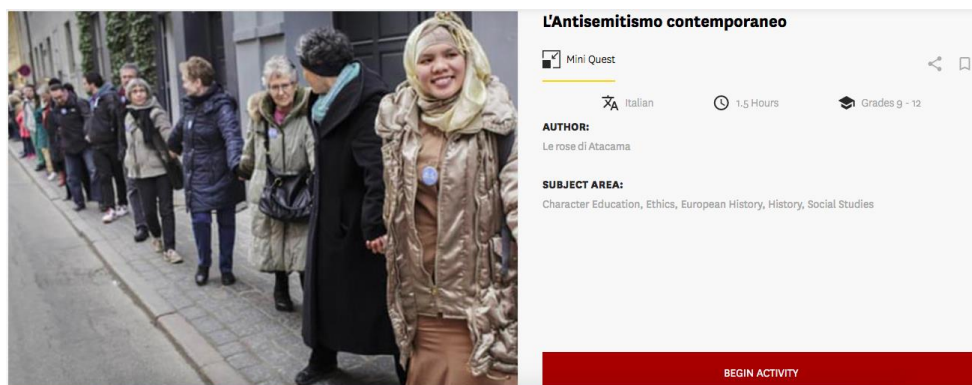 L'Antisemitismo contemporaneo
Mini Quest
Italian
1.5 Hours
Grades 9 - 12
AUTHOR:
Le rose di Atacama
SUBJECT AREA:
Character Education, Ethics, European History, History, Social Studies
BEGIN ACTIVITY